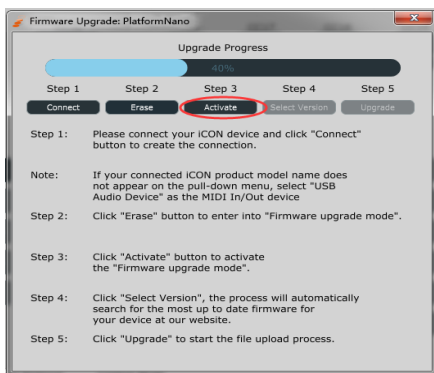 Firmware Upgrade: PlatformNano
Upgrade Progress
40%
Step 1 Step 2 Step 3 Step 4 Step 5
Connect Erase Activate Select Version Upgrade
Step 1: Please connect your iCON device and click "Connect"
button to create the connection.
Note: If your connected iCON product model name does
not appear on the pull-down menu, select "USB
Audio Device" as the MIDI In/Out device
Step 2: Click "Erase" button to enter into "Firmware upgrade mode".
Step 3: Click "Activate" button to activate
the "Firmware upgrade mode".
Step 4: Click "Select Version", the process will automatically
search for the most up to date firmware for
your device at our website.
Step 5: Click "Upgrade" to start the file upload process.